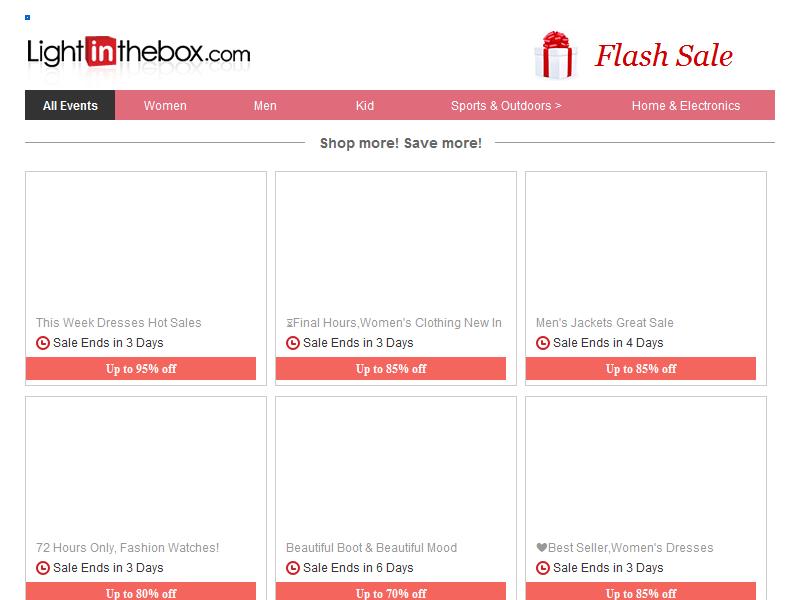 Lightinthebox.com
Flash Sale
All Events Women Men Kid Sports & Outdoors > Home & Electronics
Shop more! Save more!
This Week Dresses Hot Sales
Sale Ends in 3 Days
Up to 95% off
⌛Final Hours,Women's Clothing New In
Sale Ends in 3 Days
Up to 85% off
Men's Jackets Great Sale
Sale Ends in 4 Days
Up to 85% off
72 Hours Only, Fashion Watches!
Sale Ends in 3 Days
Up to 80% off
Beautiful Boot & Beautiful Mood
Sale Ends in 6 Days
Up to 70% off
❤Best Seller,Women's Dresses
Sale Ends in 3 Days
Up to 85% off